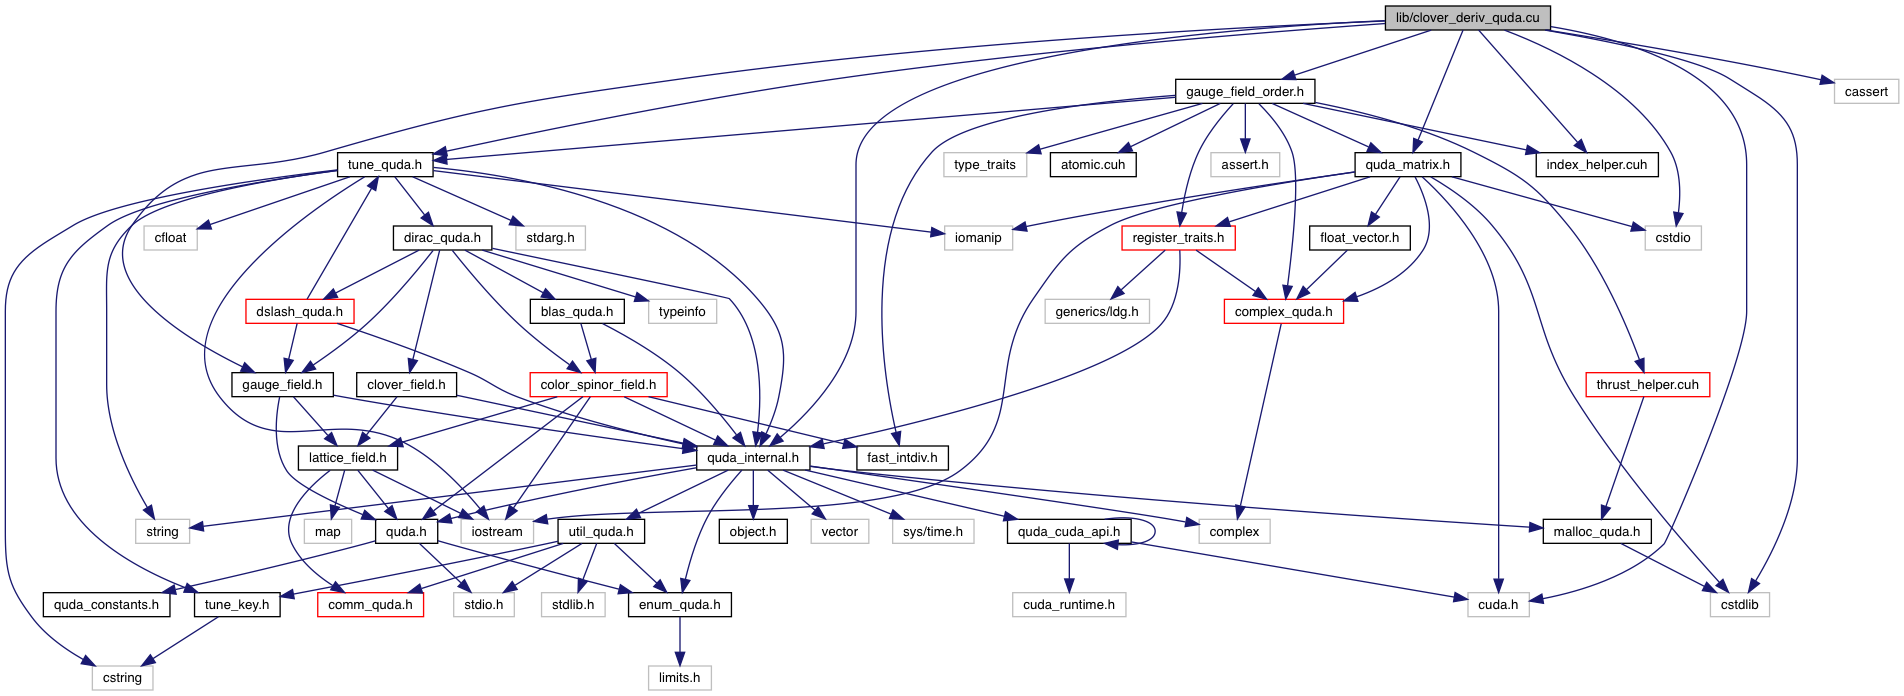 lib/clover_deriv_quda.cu
gauge_field_order.h
cassert
tune_quda.h
type_traits
atomic.cuh
assert.h
quda_matrix.h
index_helper.cuh
cfloat
dirac_quda.h
stdarg.h
iomanip
register_traits.h
float_vector.h
cstdio
dslash_quda.h
blas_quda.h
typeinfo
generics/ldg.h
complex_quda.h
gauge_field.h
clover_field.h
color_spinor_field.h
thrust_helper.cuh
lattice_field.h
quda_internal.h
fast_intdiv.h
string
map
quda.h
iostream
util_quda.h
object.h
vector
sys/time.h
quda_cuda_api.h
complex
malloc_quda.h
quda_constants.h
tune_key.h
comm_quda.h
stdio.h
stdlib.h
enum_quda.h
cuda_runtime.h
cuda.h
cstdlib
cstring
limits.h